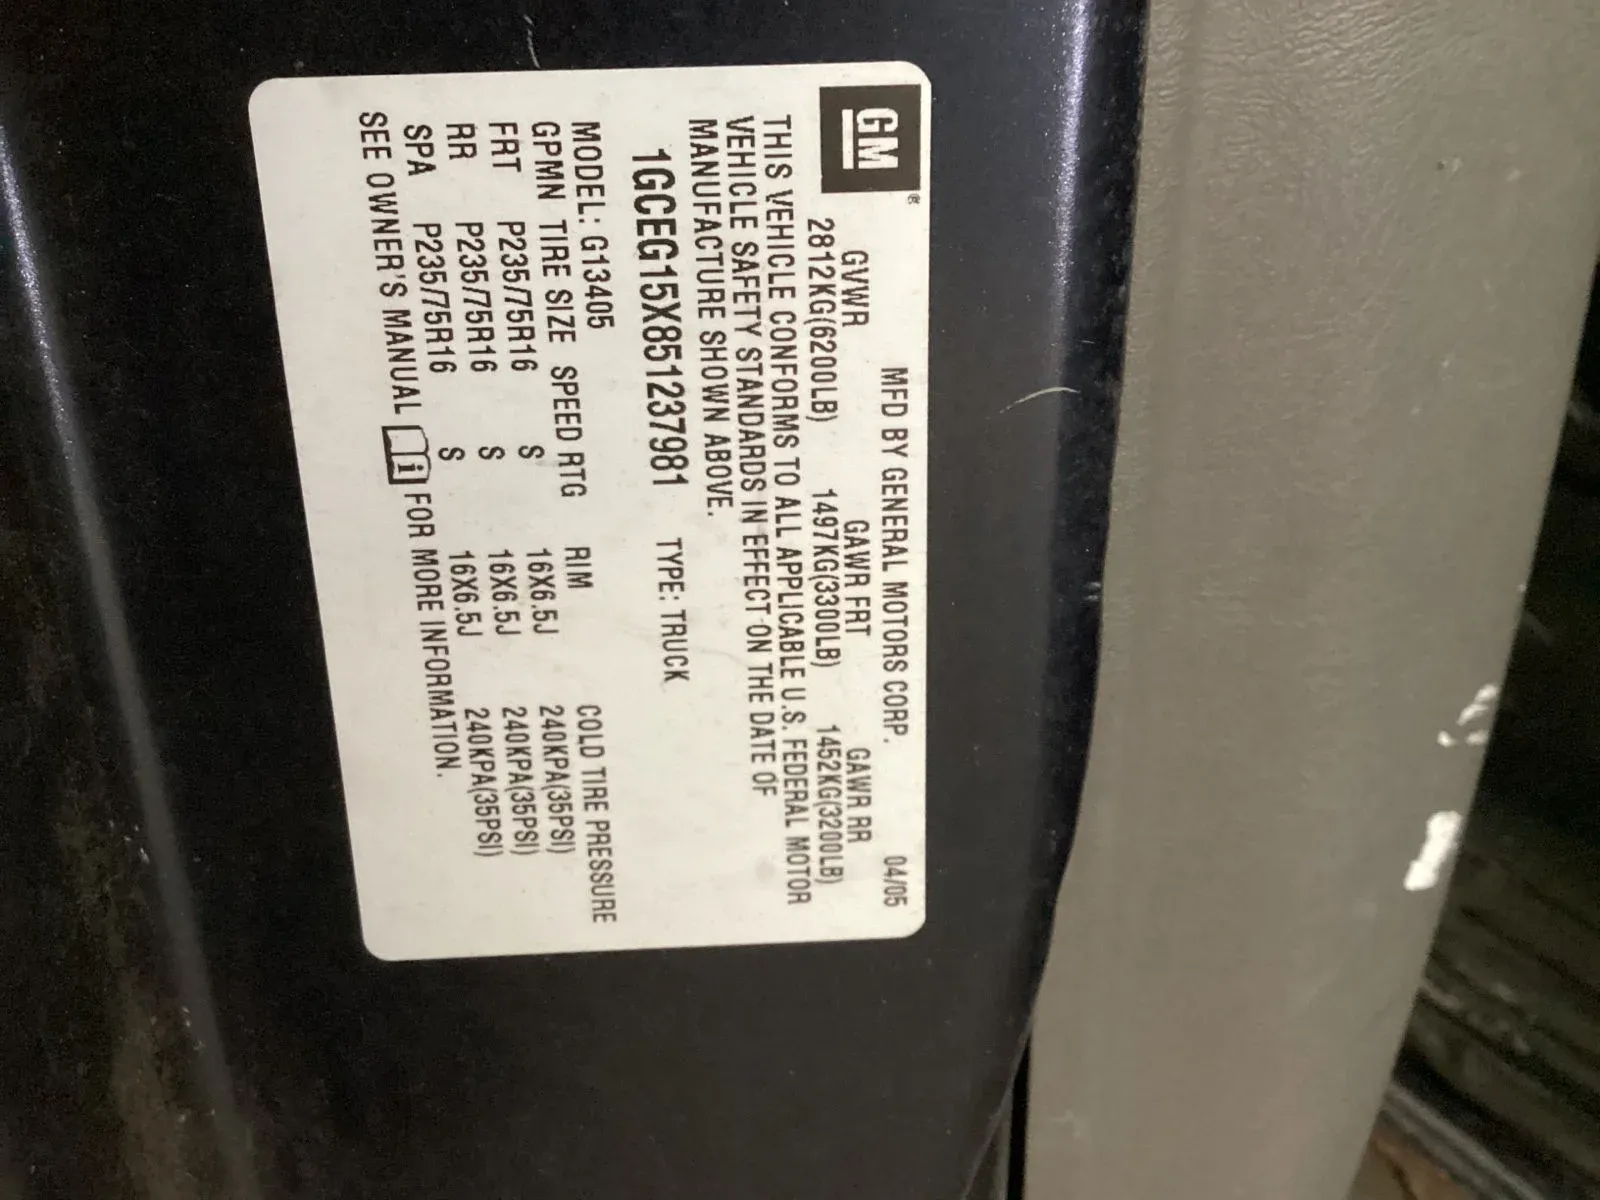 GM®
MFD BY GENERAL MOTORS CORP. 04/05
GVWR GAWR FRT GAWR RR
2812KG(6200LB) 1497KG(3300LB) 1452KG(3200LB)
THIS VEHICLE CONFORMS TO ALL APPLICABLE U.S. FEDERAL MOTOR
VEHICLE SAFETY STANDARDS IN EFFECT ON THE DATE OF
MANUFACTURE SHOWN ABOVE.
1GCEG15X851237981 TYPE: TRUCK
MODEL: G13405
GPMN TIRE SIZE SPEED RTG RIM COLD TIRE PRESSURE
FRT P235/75R16 S 16X6.5J 240KPA(35PSI)
RR P235/75R16 S 16X6.5J 240KPA(35PSI)
SPA P235/75R16 S 16X6.5J 240KPA(35PSI)
SEE OWNER'S MANUAL i FOR MORE INFORMATION.